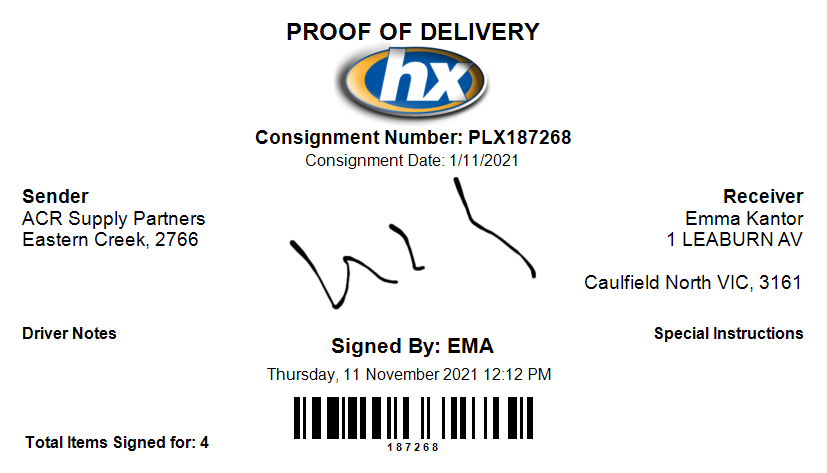 PROOF OF DELIVERY
hx
Consignment Number: PLX187268
Consignment Date: 1/11/2021
Sender
ACR Supply Partners
Eastern Creek, 2766
Receiver
Emma Kantor
1 LEABURN AV
Caulfield North VIC, 3161
Driver Notes
Special Instructions
Signed By: EMA
Thursday, 11 November 2021 12:12 PM
187268
Total Items Signed for: 4